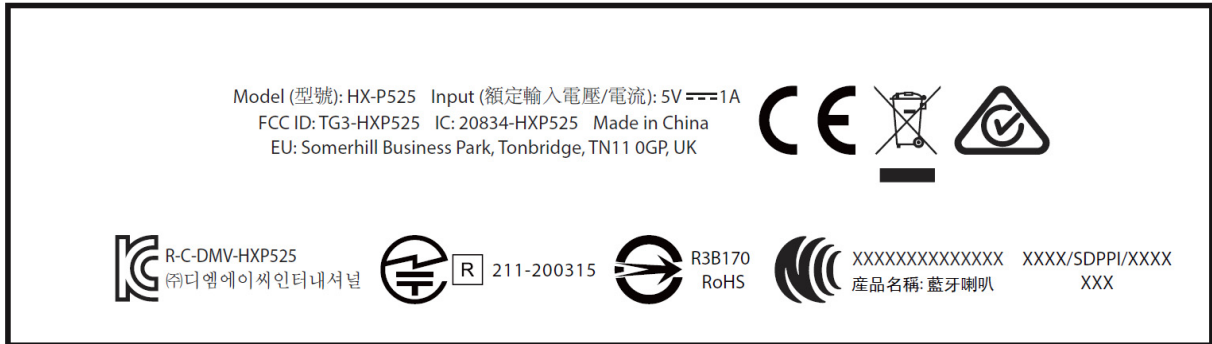 Model (型號): HX-P525 Input (額定輸入電壓/電流): 5V ⎓ 1A
FCC ID: TG3-HXP525 IC: 20834-HXP525 Made in China
EU: Somerhill Business Park, Tonbridge, TN11 0GP, UK
CE
R-C-DMV-HXP525
㈜디엠에이씨인터내셔널
R 211-200315
R3B170
RoHS
XXXXXXXXXXXXXX XXXX/SDPPI/XXXX
産品名稱: 藍牙喇叭 XXX